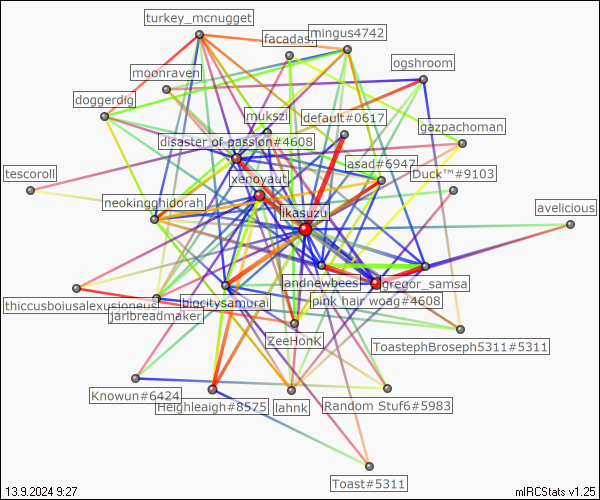 turkey_mcnugget
facadas.
mingus4742
ogshroom
moonraven
doggerdig
mukszi
default#0617
gazpachoman
disaster of passion#4608
asad#6947
tescoroll
xenoyaut
Duck™#9103
neokingghidorah
ikasuzu
avelicious
landnewbees
gregor_samsa
thiccusboiusalexusioneus
bigcitysamurai
pink hair woag#4608
jarlbreadmaker
ZeeHonk
ToastephBroseph5311#5311
Knowun#6424
Heighleaigh#8575
lahnk
Random Stuf6#5983
Toast#5311
13.9.2024 9:27
mIRCStats v1.25